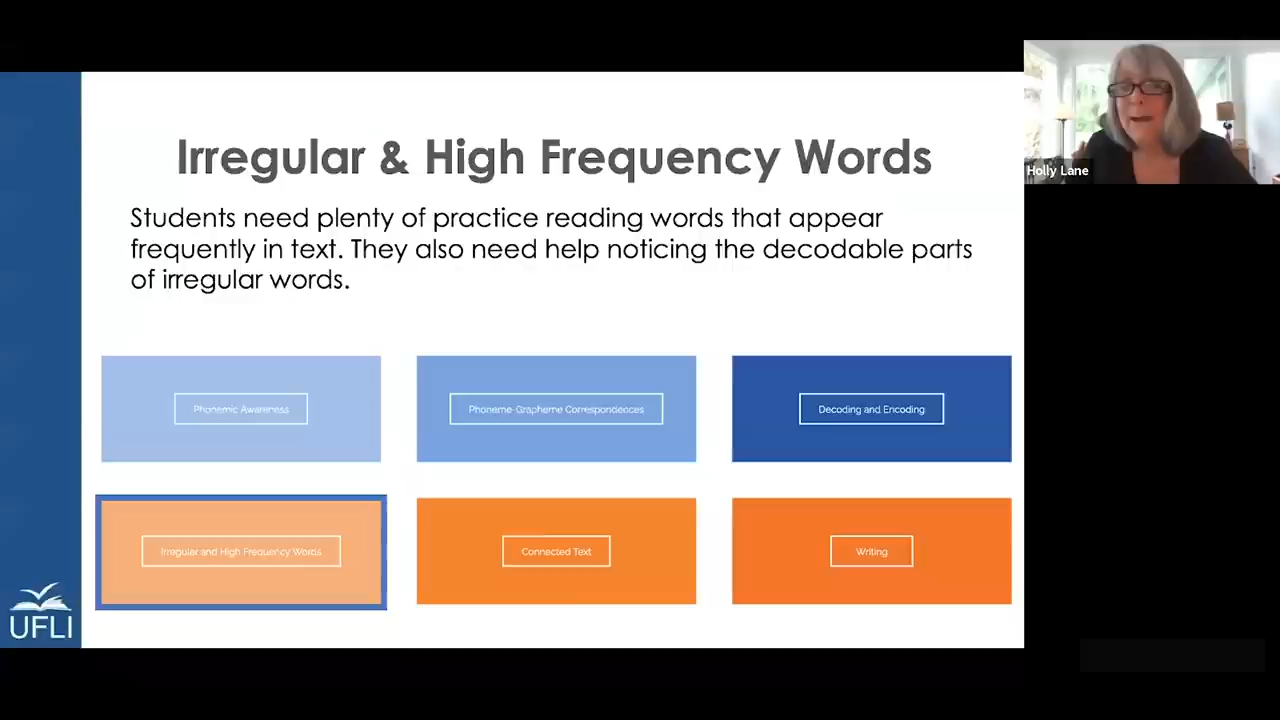 Irregular & High Frequency Words
Holly Lane
Students need plenty of practice reading words that appear
frequently in text. They also need help noticing the decodable parts
of irregular words.
Phonemic Awareness
Phoneme-Grapheme Correspondences
Decoding and Encoding
Irregular and High Frequency Words
Connected Text
Writing
UFLI